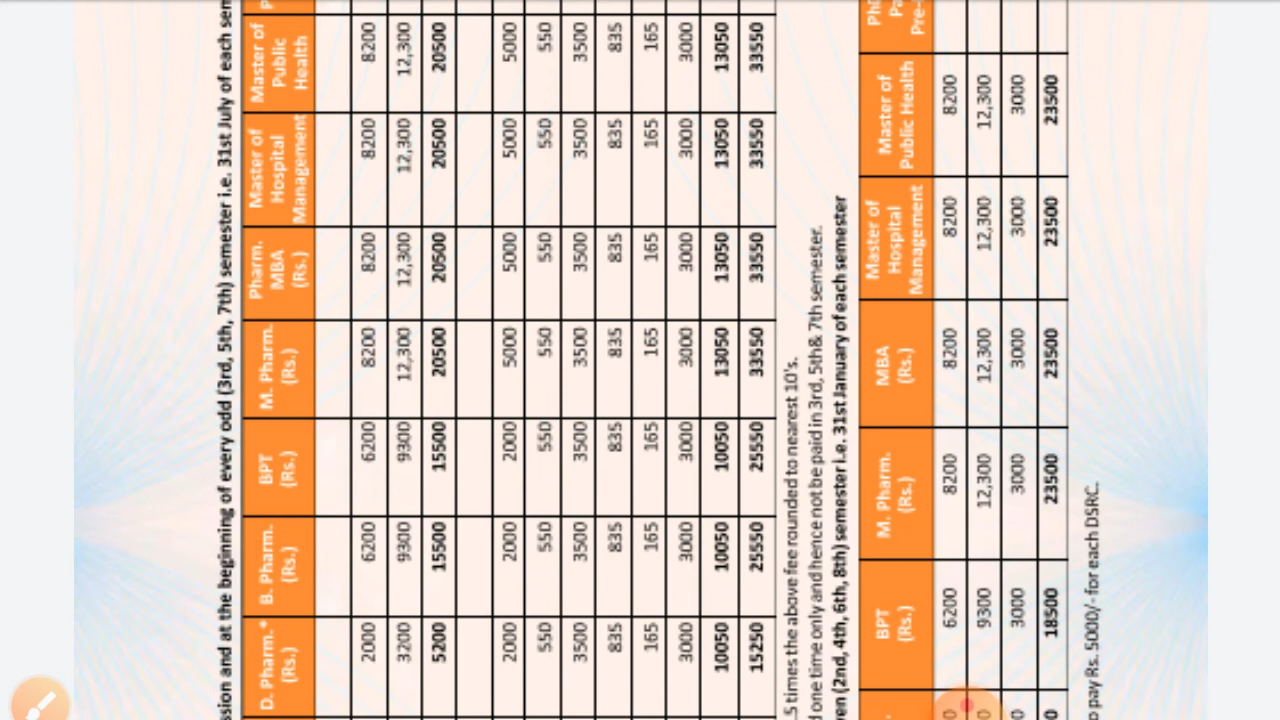 ssion and at the beginning of every odd (3rd, 5th, 7th) semester i.e. 31st July of each sem
D. Pharm.* (Rs.) B. Pharm. (Rs.) BPT (Rs.) M. Pharm. (Rs.) Pharm. MBA (Rs.) Master of Hospital Management Master of Public Health P
2000 6200 6200 8200 8200 8200 8200
3200 9300 9300 12,300 12,300 12,300 12,300
5200 15500 15500 20500 20500 20500 20500
2000 2000 2000 5000 5000 5000 5000
550 550 550 550 550 550 550
3500 3500 3500 3500 3500 3500 3500
835 835 835 835 835 835 835
165 165 165 165 165 165 165
3000 3000 3000 3000 3000 3000 3000
10050 10050 10050 13050 13050 13050 13050
15250 25550 25550 33550 33550 33550 33550
.5 times the above fee rounded to nearest 10's.
d one time only and hence not be paid in 3rd, 5th& 7th semester.
ven (2nd, 4th, 6th, 8th) semester i.e. 31st January of each semester
BPT (Rs.) M. Pharm. (Rs.) MBA (Rs.) Master of Hospital Management Master of Public Health Pre-
6200 8200 8200 8200 8200
9300 12,300 12,300 12,300 12,300
3000 3000 3000 3000 3000
18500 23500 23500 23500 23500
o pay Rs. 5000/- for each DSRC.